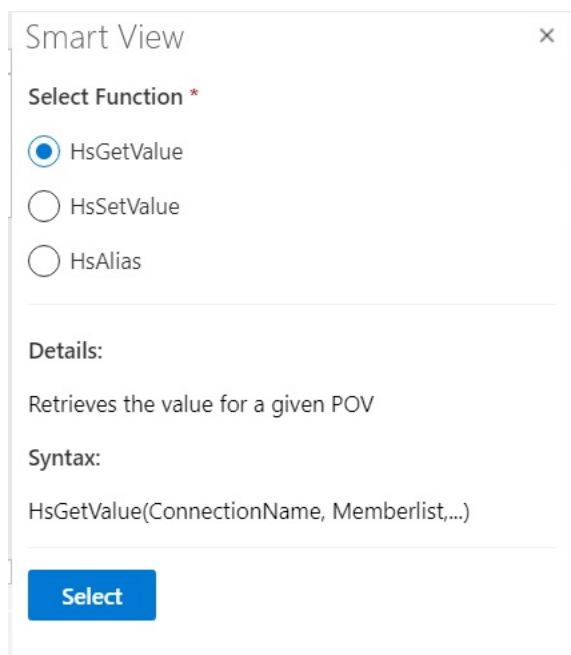 Smart View
Select Function *
HsGetValue
HsSetValue
HsAlias
Details:
Retrieves the value for a given POV
Syntax:
HsGetValue(ConnectionName, Memberlist,...)
Select